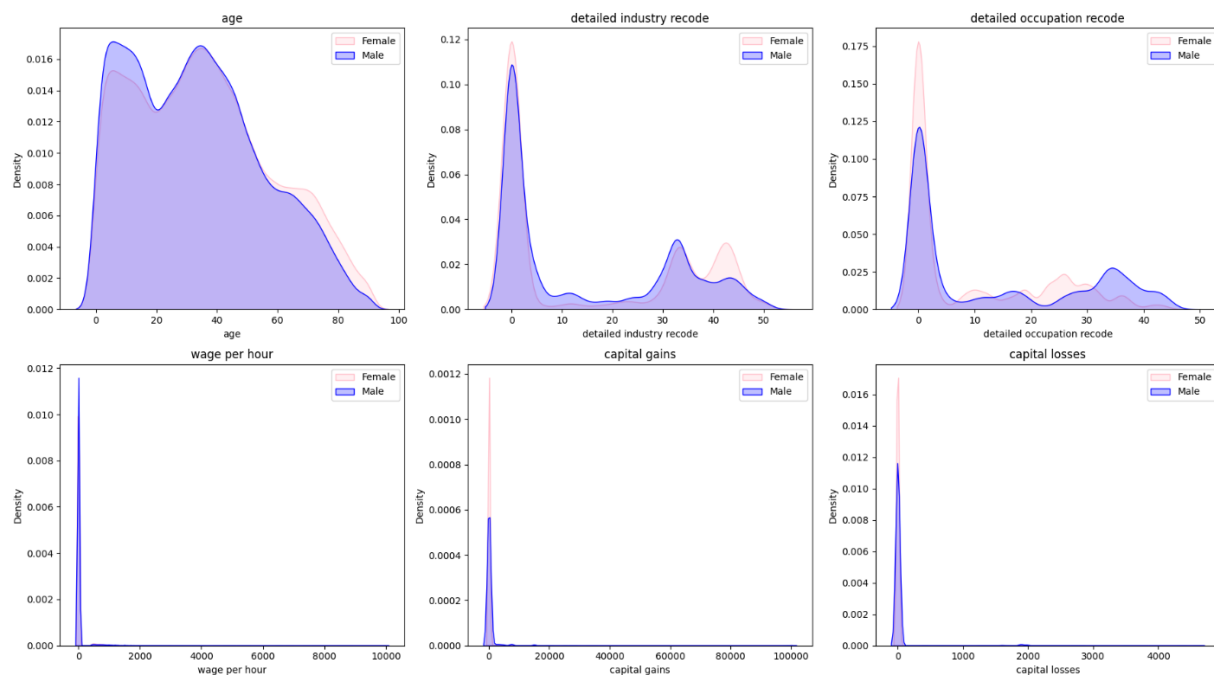 age
Female
Male
Density
0.000
0.002
0.004
0.006
0.008
0.010
0.012
0.014
0.016
0 20 40 60 80 100
age
detailed industry recode
Female
Male
Density
0.00
0.02
0.04
0.06
0.08
0.10
0.12
0 10 20 30 40 50
detailed industry recode
detailed occupation recode
Female
Male
Density
0.000
0.025
0.050
0.075
0.100
0.125
0.150
0.175
0 10 20 30 40 50
detailed occupation recode
wage per hour
Female
Male
Density
0.000
0.002
0.004
0.006
0.008
0.010
0.012
0 2000 4000 6000 8000 10000
wage per hour
capital gains
Female
Male
Density
0.0000
0.0002
0.0004
0.0006
0.0008
0.0010
0.0012
0 20000 40000 60000 80000 100000
capital gains
capital losses
Female
Male
Density
0.000
0.002
0.004
0.006
0.008
0.010
0.012
0.014
0.016
0 1000 2000 3000 4000
capital losses